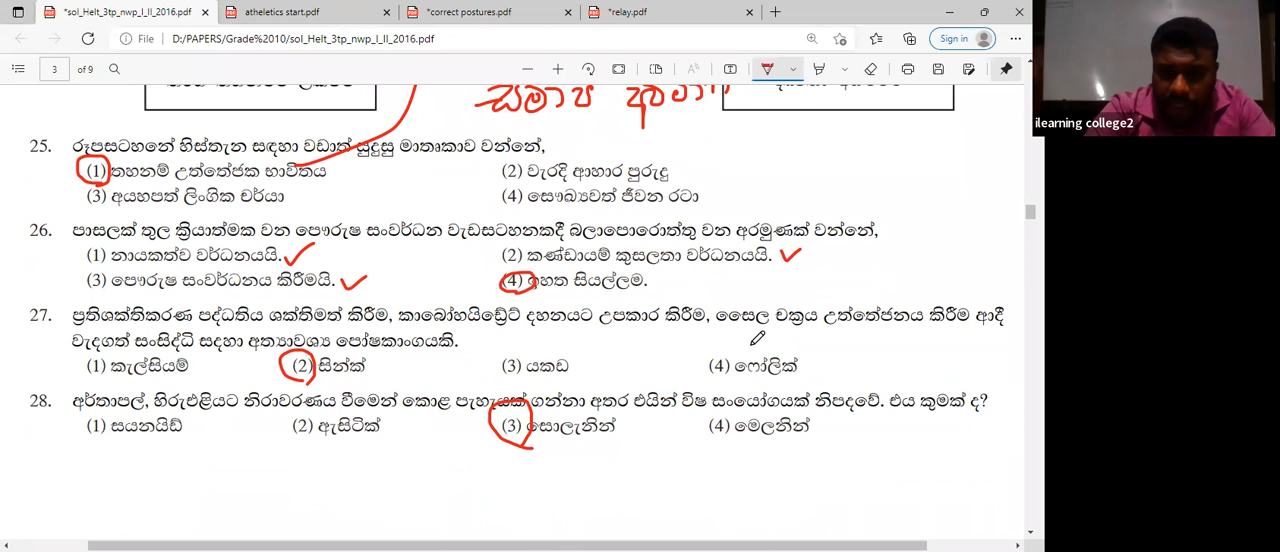 *sol_Helt_3tp_nwp_I_II_2016.pdf
atheletics start.pdf
*correct postures.pdf
*relay.pdf
File
D:/PAPERS/Grade%2010/sol_Helt_3tp_nwp_I_II_2016.pdf
Sign in
3 of 9
සමාජ
ilearning college2
25. රූපසටහනේ හිස්තැන සඳහා වඩාත් සුදුසු මාතෘකාව වන්නේ,
(1) තහනම් උත්තේජක භාවිතය (2) වැරදි ආහාර පුරුදු
(3) අයහපත් ලිංගික චර්යා (4) සෞඛ්‍යවත් ජීවන රටා
26. පාසලක් තුල ක්‍රියාත්මක වන පෞරුෂ සංවර්ධන වැඩසටහනකදී බලාපොරොත්තු වන අරමුණක් වන්නේ,
(1) නායකත්ව වර්ධනයයි. (2) කණ්ඩායම් කුසලතා වර්ධනයයි.
(3) පෞරුෂ සංවර්ධනය කිරීමයි. (4) ඉහත සියල්ලම.
27. ප්‍රතිශක්තිකරණ පද්ධතිය ශක්තිමත් කිරීම, කාබෝහයිඩ්‍රේට් දහනයට උපකාර කිරීම, සෛල චක්‍රය උත්තේජනය කිරීම ආදී
වැදගත් සංසිද්ධි සදහා අත්‍යාවශ්‍ය පෝෂකාංගයකි.
(1) කැල්සියම් (2) සින්ක් (3) යකඩ (4) ෆෝලික්
28. අර්තාපල්, හිරුඑළියට නිරාවරණය වීමෙන් කොළ පැහැයක් ගන්නා අතර එයින් විෂ සංයෝගයක් නිපදවේ. එය කුමක් ද?
(1) සයනයිඩ් (2) ඇසිටික් (3) සොලැනින් (4) මෙලනින්